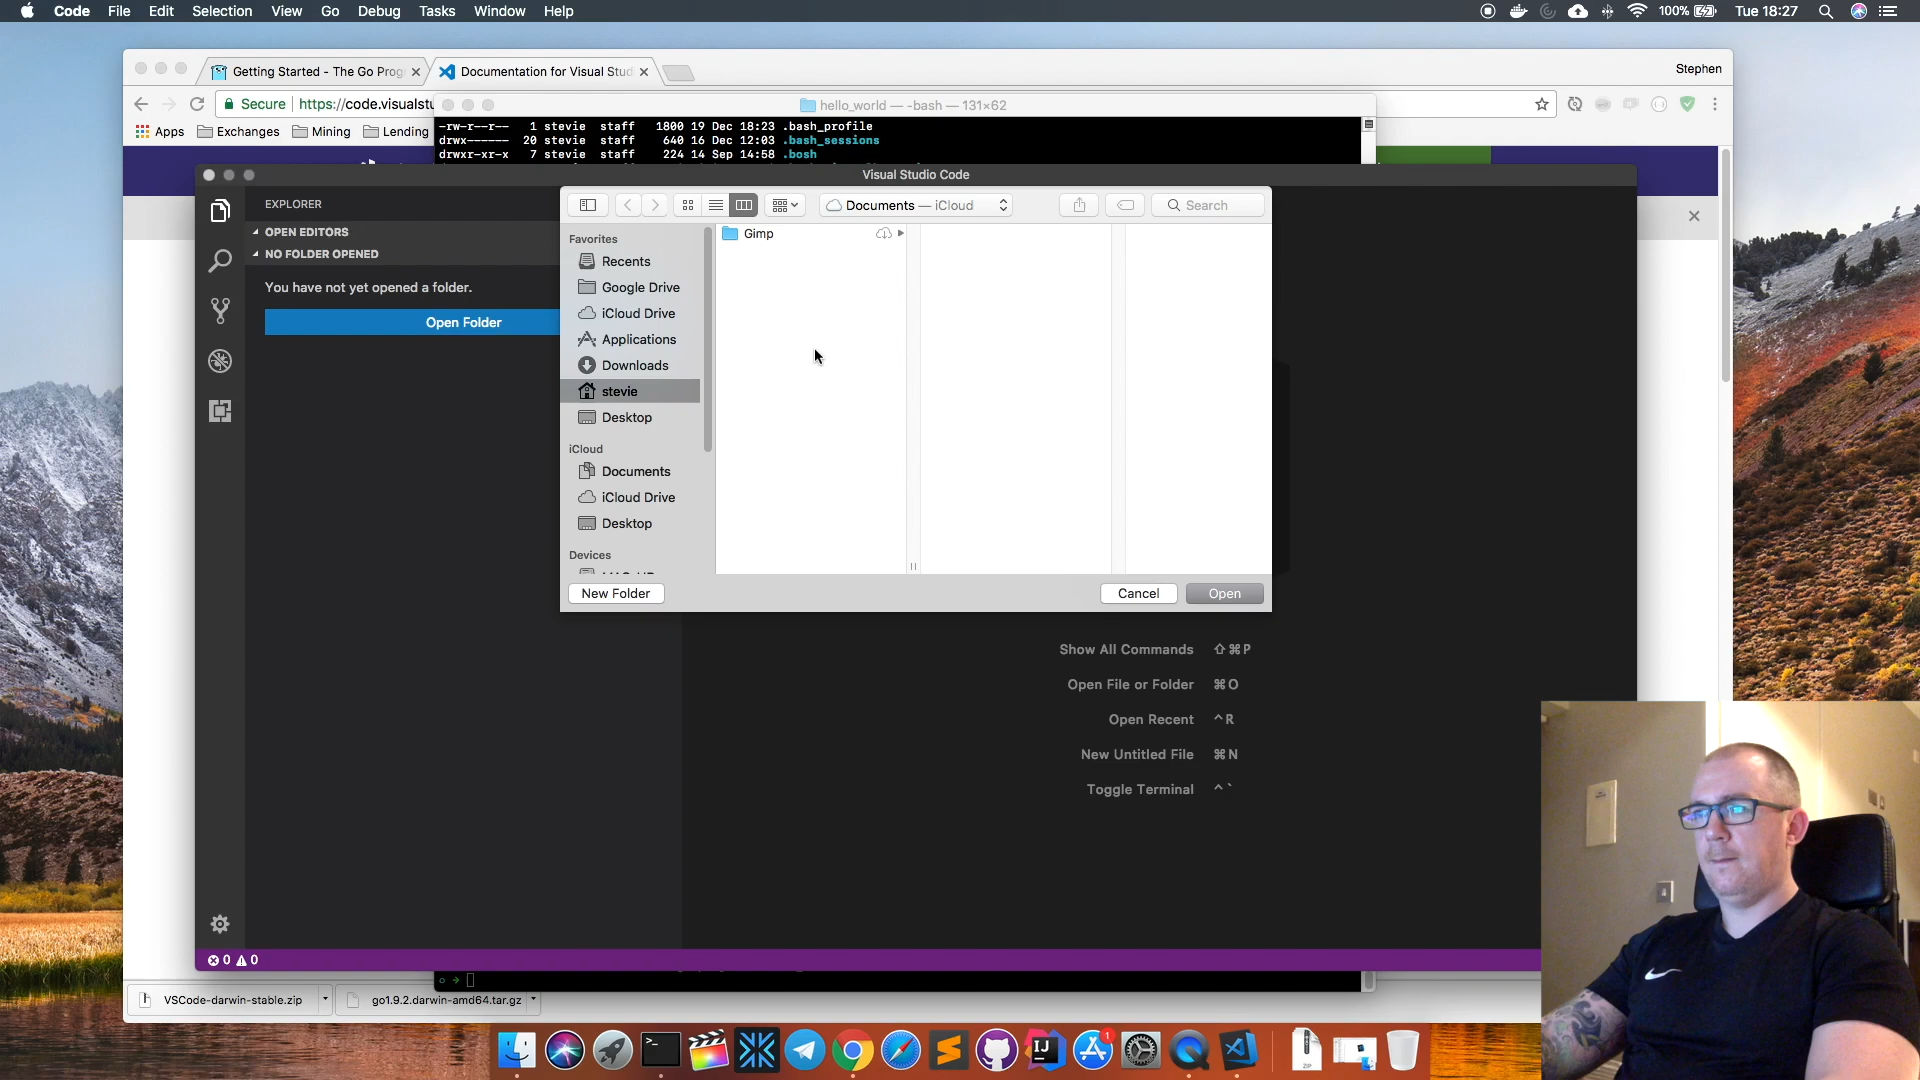 Code File Edit Selection View Go Debug Tasks Window Help
100% Tue 18:27
Getting Started - The Go Prog
Documentation for Visual Stud
Stephen
Secure https://code.visualstu
hello_world — -bash — 131×62
Apps Exchanges Mining Lending
-rw-r--r-- 1 stevie staff 1800 19 Dec 18:23 .bash_profile
drwx------ 20 stevie staff 640 16 Dec 12:03 .bash_sessions
drwxr-xr-x 7 stevie staff 224 14 Sep 14:58 .bosh
Visual Studio Code
EXPLORER
OPEN EDITORS
NO FOLDER OPENED
You have not yet opened a folder.
Open Folder
Documents — iCloud
Search
Favorites
Recents
Google Drive
iCloud Drive
Applications
Downloads
stevie
Desktop
iCloud
Documents
iCloud Drive
Desktop
Devices
Gimp
New Folder
Cancel
Open
Show All Commands ⇧⌘P
Open File or Folder ⌘O
Open Recent ^R
New Untitled File ⌘N
Toggle Terminal ^`
0 0
VSCode-darwin-stable.zip
go1.9.2.darwin-amd64.tar.gz
IJ
1
ZIP